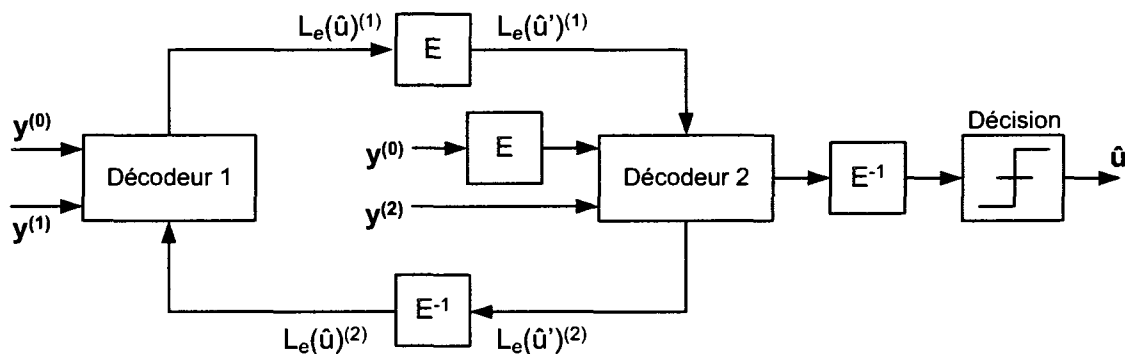 Lₑ(û)⁽¹⁾
E
Lₑ(û')⁽¹⁾
y⁽⁰⁾
Décodeur 1
y⁽¹⁾
y⁽⁰⁾
E
y⁽²⁾
Décodeur 2
E⁻¹
Décision
û
Lₑ(û)⁽²⁾
E⁻¹
Lₑ(û')⁽²⁾